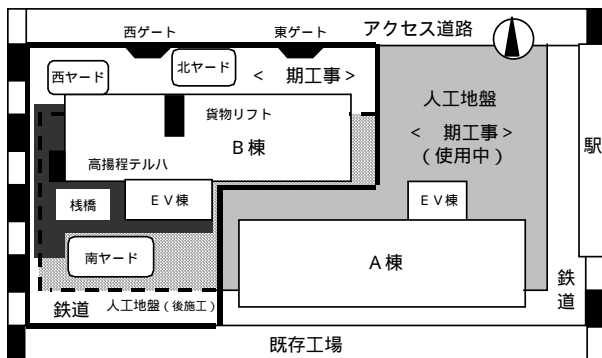 アクセス道路
西ゲート
東ゲート
西ヤード
北ヤード
< 期工事>
貨物リフト
B棟
高揚程テルハ
桟橋
EV棟
南ヤード
鉄道
人工地盤(後施工)
人工地盤
< 期工事>
(使用中)
EV棟
A棟
駅
鉄道
既存工場